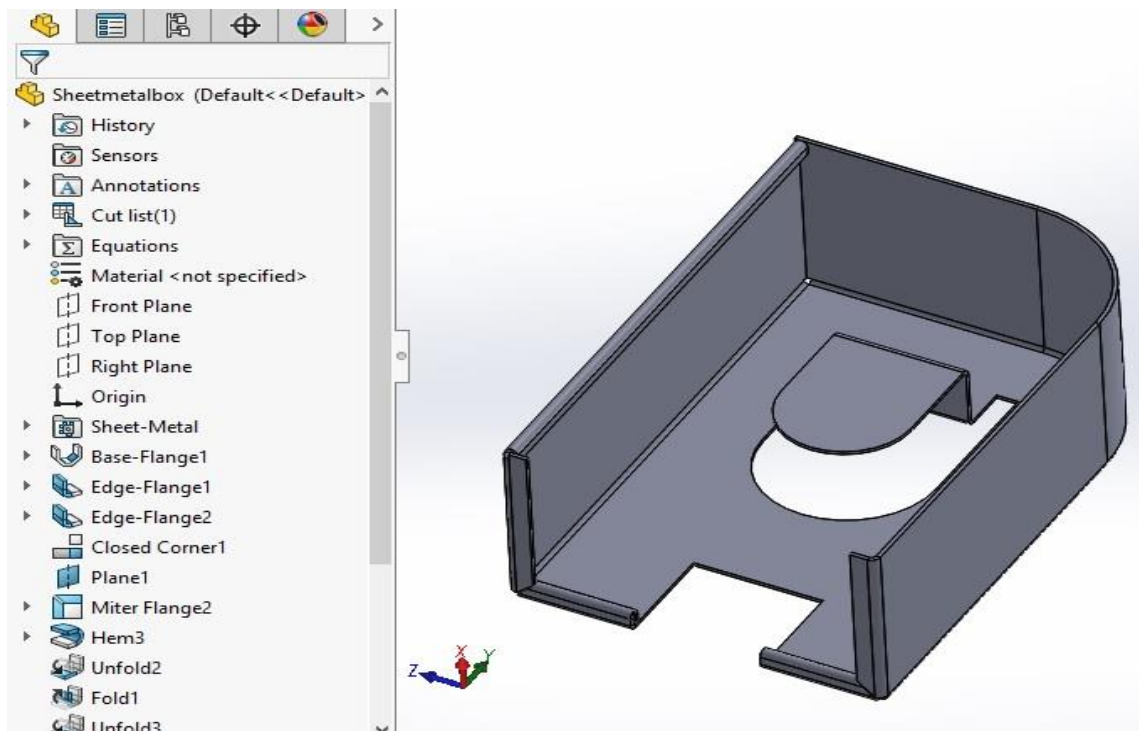 Sheetmetalbox (Default<<Default>
History
Sensors
Annotations
Cut list(1)
Equations
Material <not specified>
Front Plane
Top Plane
Right Plane
Origin
Sheet-Metal
Base-Flange1
Edge-Flange1
Edge-Flange2
Closed Corner1
Plane1
Miter Flange2
Hem3
Unfold2
Fold1
Unfold3
X
Y
Z